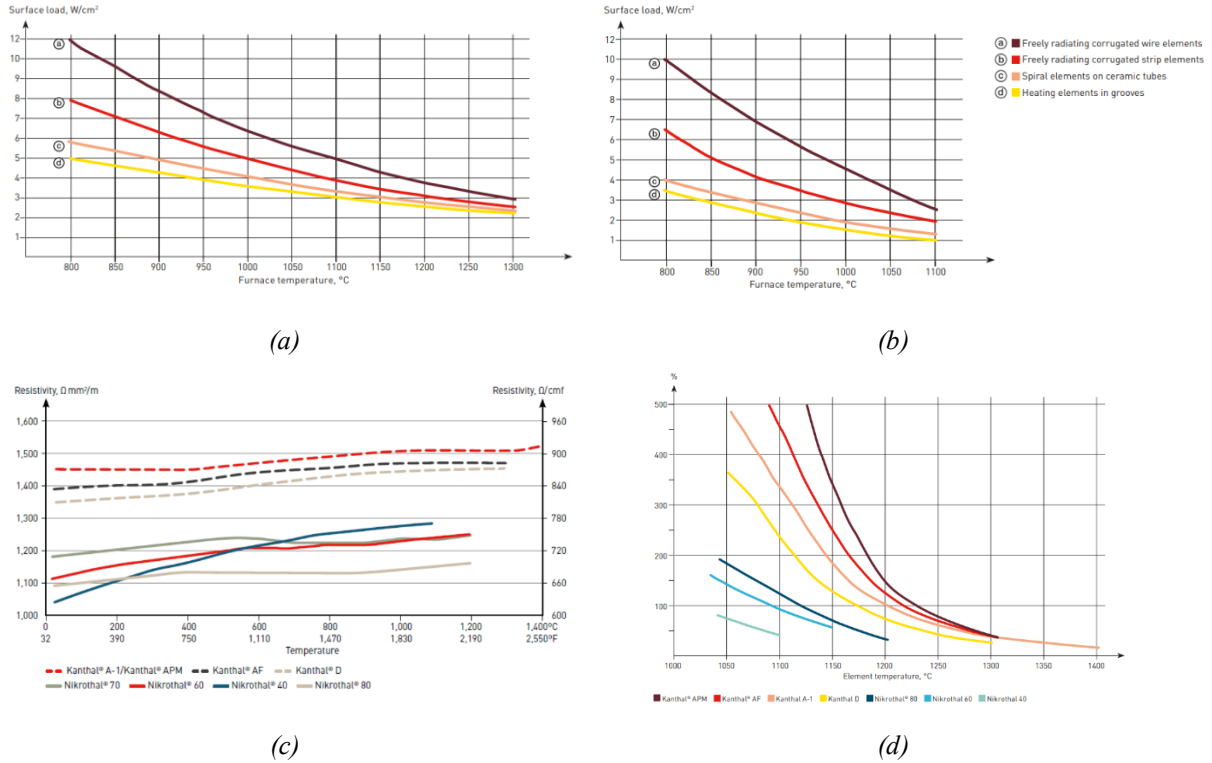 Surface load, W/cm²
12
11
10
9
8
7
6
5
4
3
2
1
a
b
c
d
800 850 900 950 1000 1050 1100 1150 1200 1250 1300
Furnace temperature, °C
(a)
Surface load, W/cm²
12
11
10
9
8
7
6
5
4
3
2
1
a
b
c
d
800 850 900 950 1000 1050 1100
Furnace temperature, °C
a Freely radiating corrugated wire elements
b Freely radiating corrugated strip elements
c Spiral elements on ceramic tubes
d Heating elements in grooves
(b)
Resistivity, Ω mm²/m Resistivity, Ω/cmf
1,600 960
1,500 900
1,400 840
1,300 780
1,200 720
1,100 660
1,000 600
0 200 400 600 800 1,000 1,200 1,400°C
32 390 750 1,110 1,470 1,830 2,190 2,550°F
Temperature
Kanthal® A-1/Kanthal® APM Kanthal® AF Kanthal® D
Nikrothal® 70 Nikrothal® 60 Nikrothal® 40 Nikrothal® 80
(c)
%
500
400
300
200
100
1000 1050 1100 1150 1200 1250 1300 1350 1400
Element temperature, °C
Kanthal® APM Kanthal® AF Kanthal A-1 Kanthal D Nikrothal® 80 Nikrothal 60 Nikrothal 40
(d)